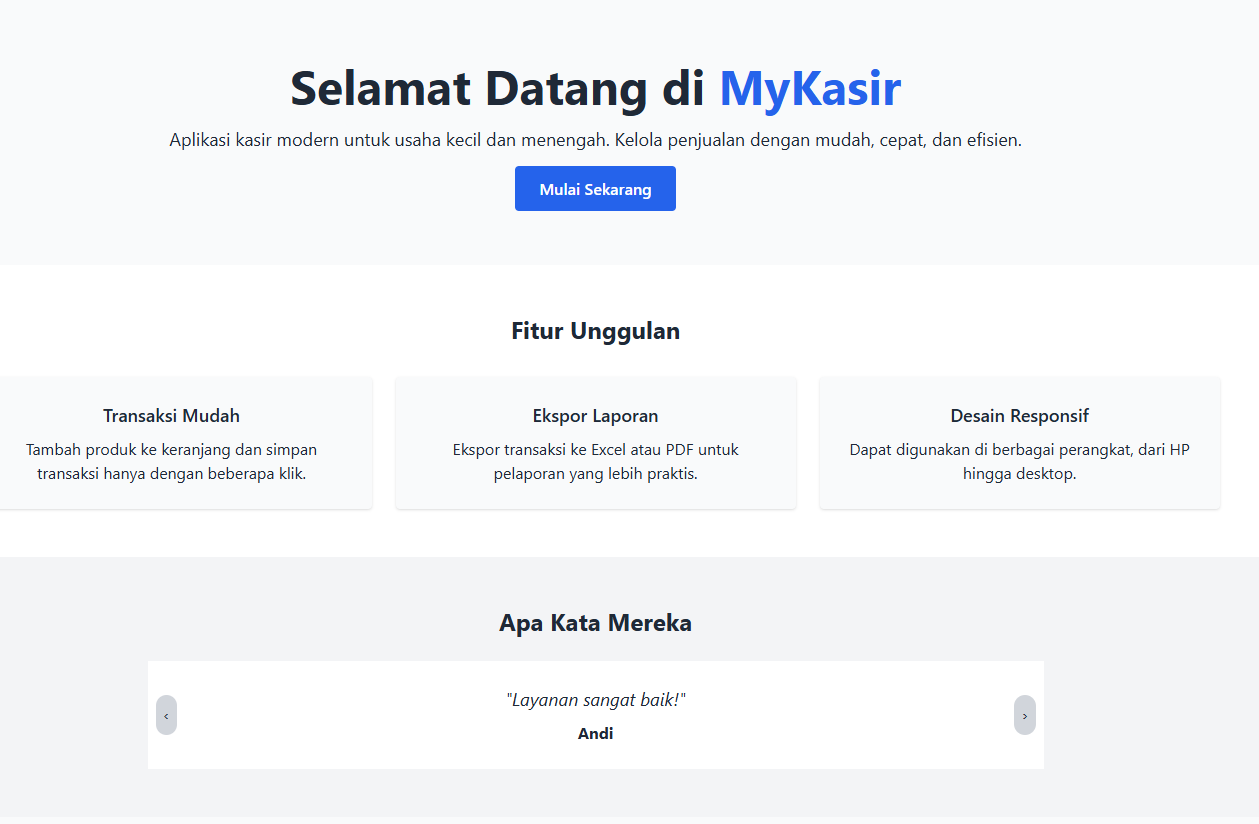 Selamat Datang di MyKasir
Aplikasi kasir modern untuk usaha kecil dan menengah. Kelola penjualan dengan mudah, cepat, dan efisien.
Mulai Sekarang
Fitur Unggulan
Transaksi Mudah
Tambah produk ke keranjang dan simpan
transaksi hanya dengan beberapa klik.
Ekspor Laporan
Ekspor transaksi ke Excel atau PDF untuk
pelaporan yang lebih praktis.
Desain Responsif
Dapat digunakan di berbagai perangkat, dari HP
hingga desktop.
Apa Kata Mereka
‹
"Layanan sangat baik!"
Andi
›